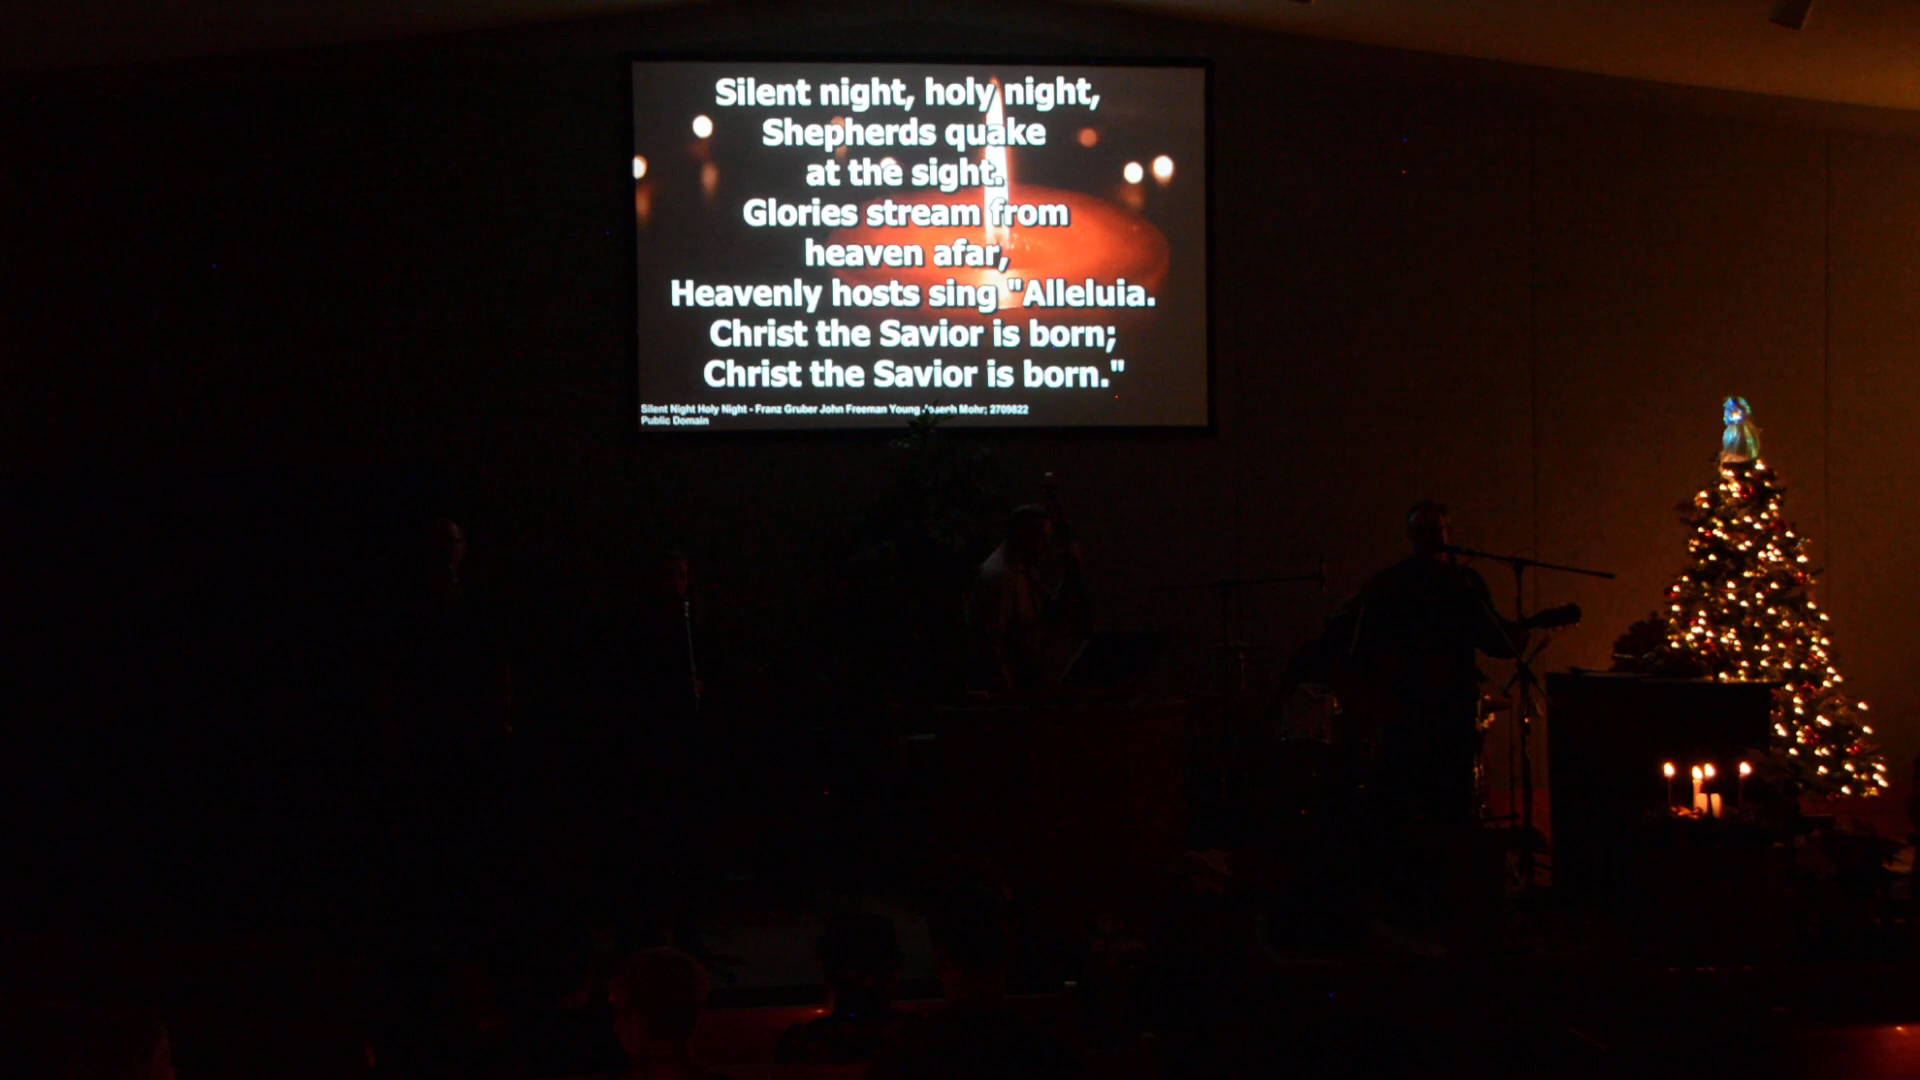 Silent night, holy night,
Shepherds quake
at the sight.
Glories stream from
heaven afar,
Heavenly hosts sing "Alleluia.
Christ the Savior is born;
Christ the Savior is born."
Silent Night Holy Night - Franz Gruber John Freeman Young Joseph Mohr; 2709822
Public Domain